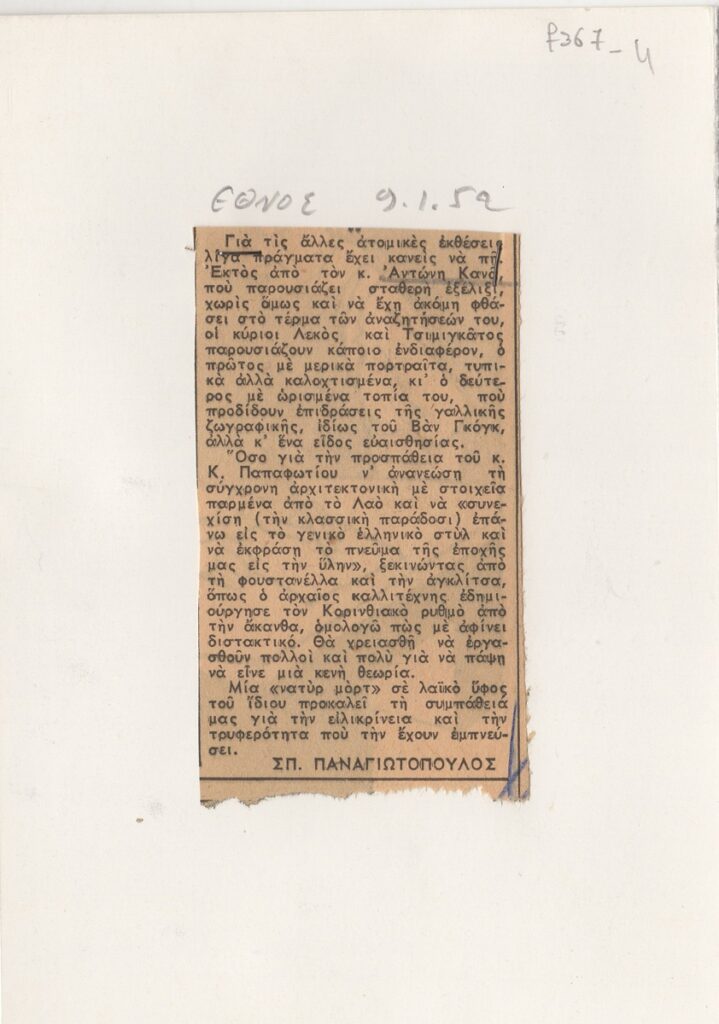 f367-4
ΕΘΝΟΣ 9.1.52
Γιὰ τὶς ἄλλες ἀτομικὲς ἐκθέσεις
λίγα πράγματα ἔχει κανεὶς νὰ πῇ.
Ἐκτὸς ἀπὸ τὸν κ. Ἀντώνη Κανᾶ,
ποὺ παρουσιάζει σταθερὴ ἐξέλιξι,
χωρὶς ὅμως καὶ νὰ ἔχῃ ἀκόμη φθά-
σει στὸ τέρμα τῶν ἀναζητήσεών του,
οἱ κύριοι Λεκὸς καὶ Τσιμιγκᾶτος
παρουσιάζουν κάποιο ἐνδιαφέρον, ὁ
πρῶτος μὲ μερικὰ πορτραῖτα, τυπι-
κὰ ἀλλὰ καλοχτισμένα, κι' ὁ δεύτε-
ρος μὲ ὡρισμένα τοπία του, ποὺ
προδίδουν ἐπιδράσεις τῆς γαλλικῆς
ζωγραφικῆς, ἰδίως τοῦ Βὰν Γκόγκ,
ἀλλὰ κ' ἕνα εἶδος εὐαισθησίας.
Ὅσο γιὰ τὴν προσπάθεια τοῦ κ.
Κ. Παπαφωτίου ν' ἀνανεώσῃ τὴ
σύγχρονη ἀρχιτεκτονικὴ μὲ στοιχεῖα
παρμένα ἀπὸ τὸ Λαὸ καὶ νὰ «συνε-
χίσῃ (τὴν κλασσικὴ παράδοσι) ἐπά-
νω εἰς τὸ γενικὸ ἑλληνικὸ στὺλ καὶ
νὰ ἐκφράσῃ τὸ πνεῦμα τῆς ἐποχῆς
μας εἰς τὴν ὕλην», ξεκινώντας ἀπὸ
τὴ φουστανέλλα καὶ τὴν ἀγκλίτσα,
ὅπως ὁ ἀρχαῖος καλλιτέχνης ἐδημι-
ούργησε τὸν Κορινθιακὸ ρυθμὸ ἀπὸ
τὴν ἄκανθα, ὁμολογῶ πὼς μὲ ἀφίνει
διστακτικό. Θὰ χρειασθῇ νὰ ἐργα-
σθοῦν πολλοὶ καὶ πολὺ γιὰ νὰ πάψῃ
νὰ εἶνε μιὰ κενὴ θεωρία.
Μία «νατὺρ μὸρτ» σὲ λαϊκὸ ὕφος
τοῦ ἴδιου προκαλεῖ τὴ συμπάθειά
μας γιὰ τὴν εἰλικρίνεια καὶ τὴν
τρυφερότητα ποὺ τὴν ἔχουν ἐμπνεύ-
σει.
ΣΠ. ΠΑΝΑΓΙΩΤΟΠΟΥΛΟΣ